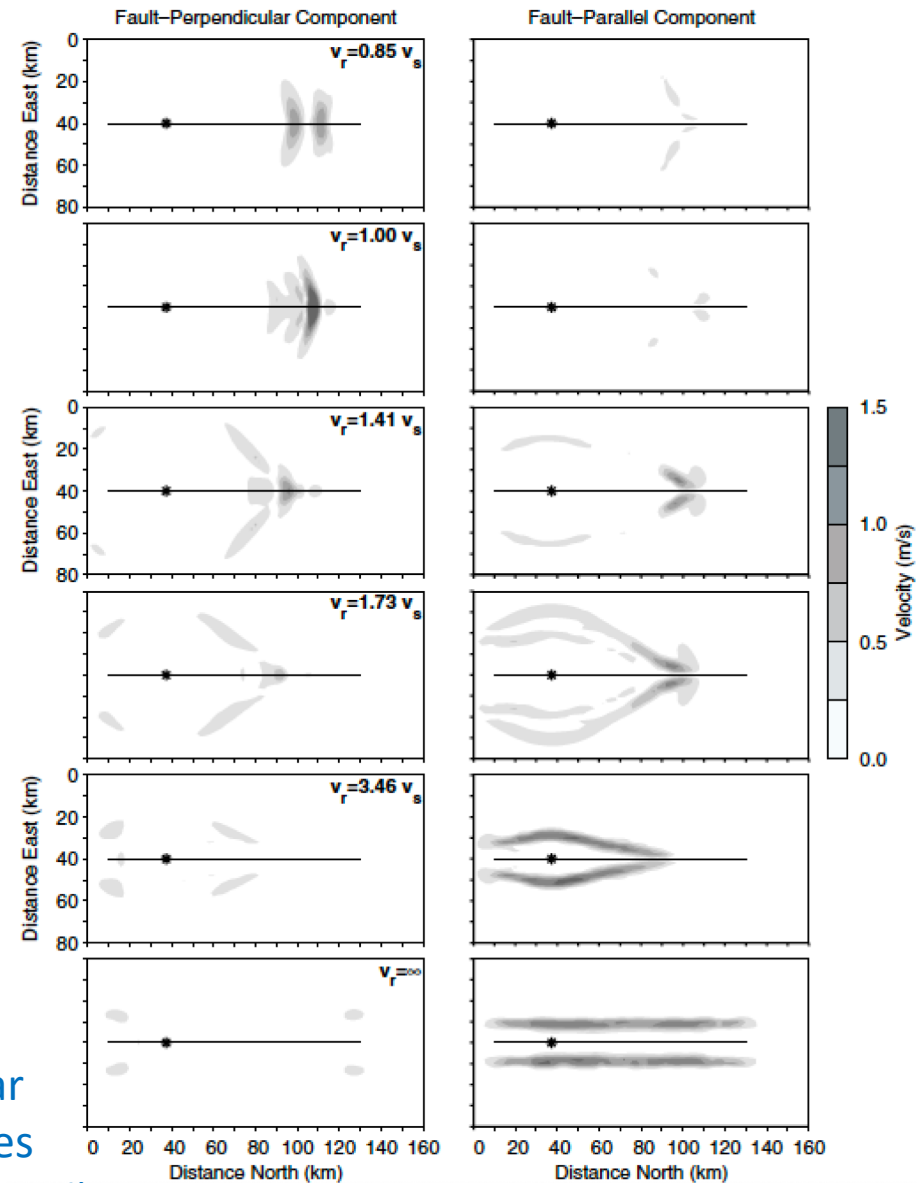 Fault–Perpendicular Component
Fault–Parallel Component
Distance East (km)
0
20
40
60
80
v_r=0.85 v_s
v_r=1.00 v_s
Distance East (km)
0
20
40
60
80
v_r=1.41 v_s
v_r=1.73 v_s
1.5
1.0
0.5
0.0
Velocity (m/s)
Distance East (km)
0
20
40
60
80
v_r=3.46 v_s
v_r=∞
0 20 40 60 80 100 120 140 160
Distance North (km)
0 20 40 60 80 100 120 140 160
Distance North (km)
ar
es